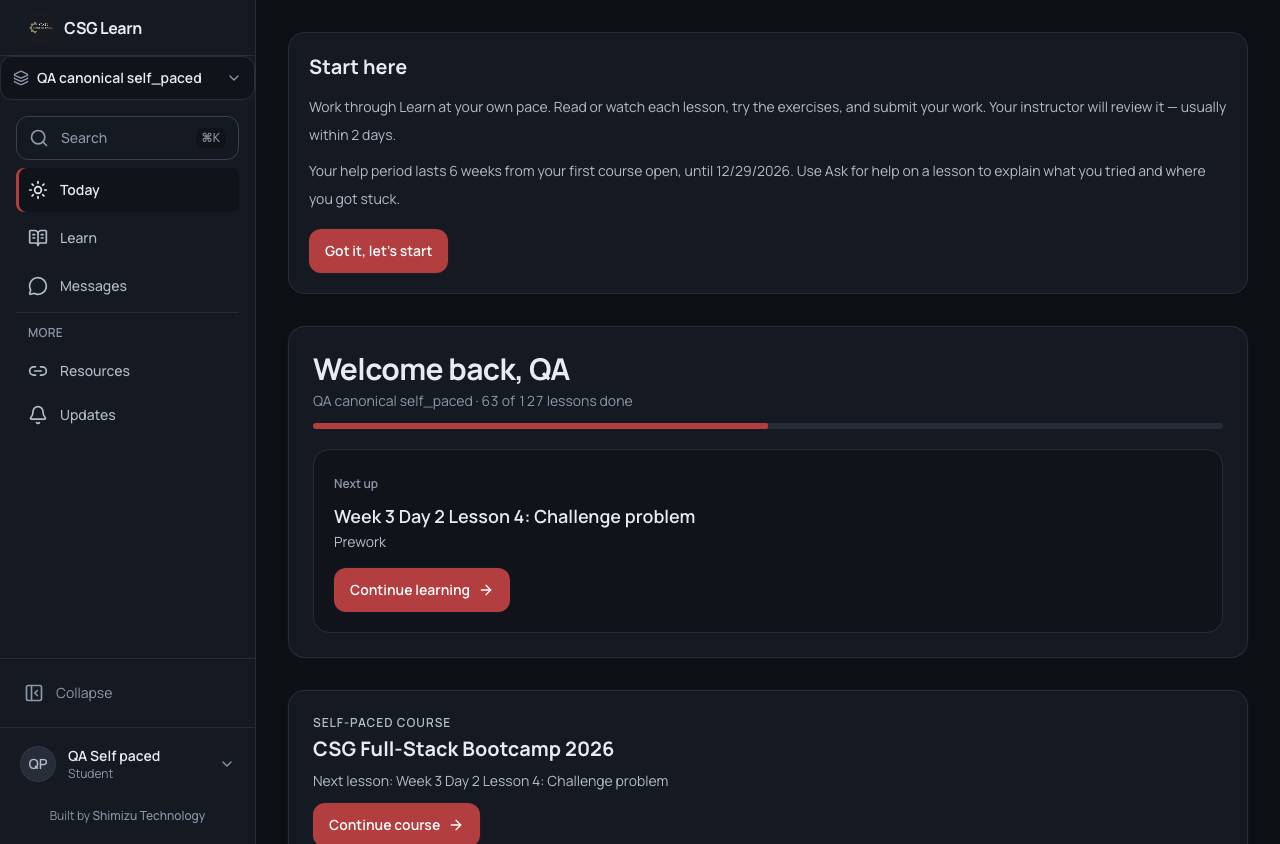 CSG Learn
QA canonical self_paced
Search
⌘K
Today
Learn
Messages
MORE
Resources
Updates
Collapse
QP
QA Self paced
Student
Built by Shimizu Technology
Start here
Work through Learn at your own pace. Read or watch each lesson, try the exercises, and submit your work. Your instructor will review it — usually
within 2 days.
Your help period lasts 6 weeks from your first course open, until 12/29/2026. Use Ask for help on a lesson to explain what you tried and where
you got stuck.
Got it, let's start
Welcome back, QA
QA canonical self_paced · 63 of 127 lessons done
Next up
Week 3 Day 2 Lesson 4: Challenge problem
Prework
Continue learning
SELF-PACED COURSE
CSG Full-Stack Bootcamp 2026
Next lesson: Week 3 Day 2 Lesson 4: Challenge problem
Continue course